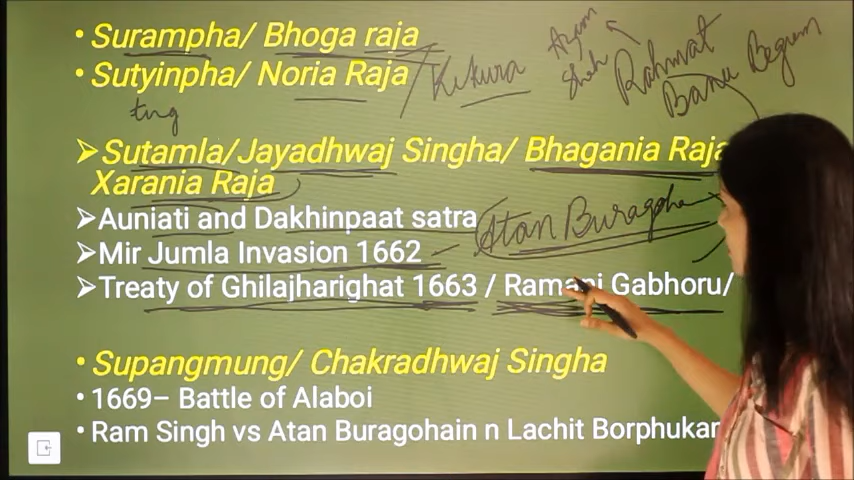 • Surampha/ Bhoga raja
• Sutyinpha/ Noria Raja
Kekura
Azam
Shah
Rahmat
Banu Begum
tug
➤Sutamla/Jayadhwaj Singha/ Bhagania Raja
Xarania Raja
➤Auniati and Dakhinpaat satra
➤Mir Jumla Invasion 1662
Atan Buragohain
➤Treaty of Ghilajharighat 1663 / Ramani Gabhoru/
• Supangmung/ Chakradhwaj Singha
• 1669– Battle of Alaboi
• Ram Singh vs Atan Buragohain n Lachit Borphukan